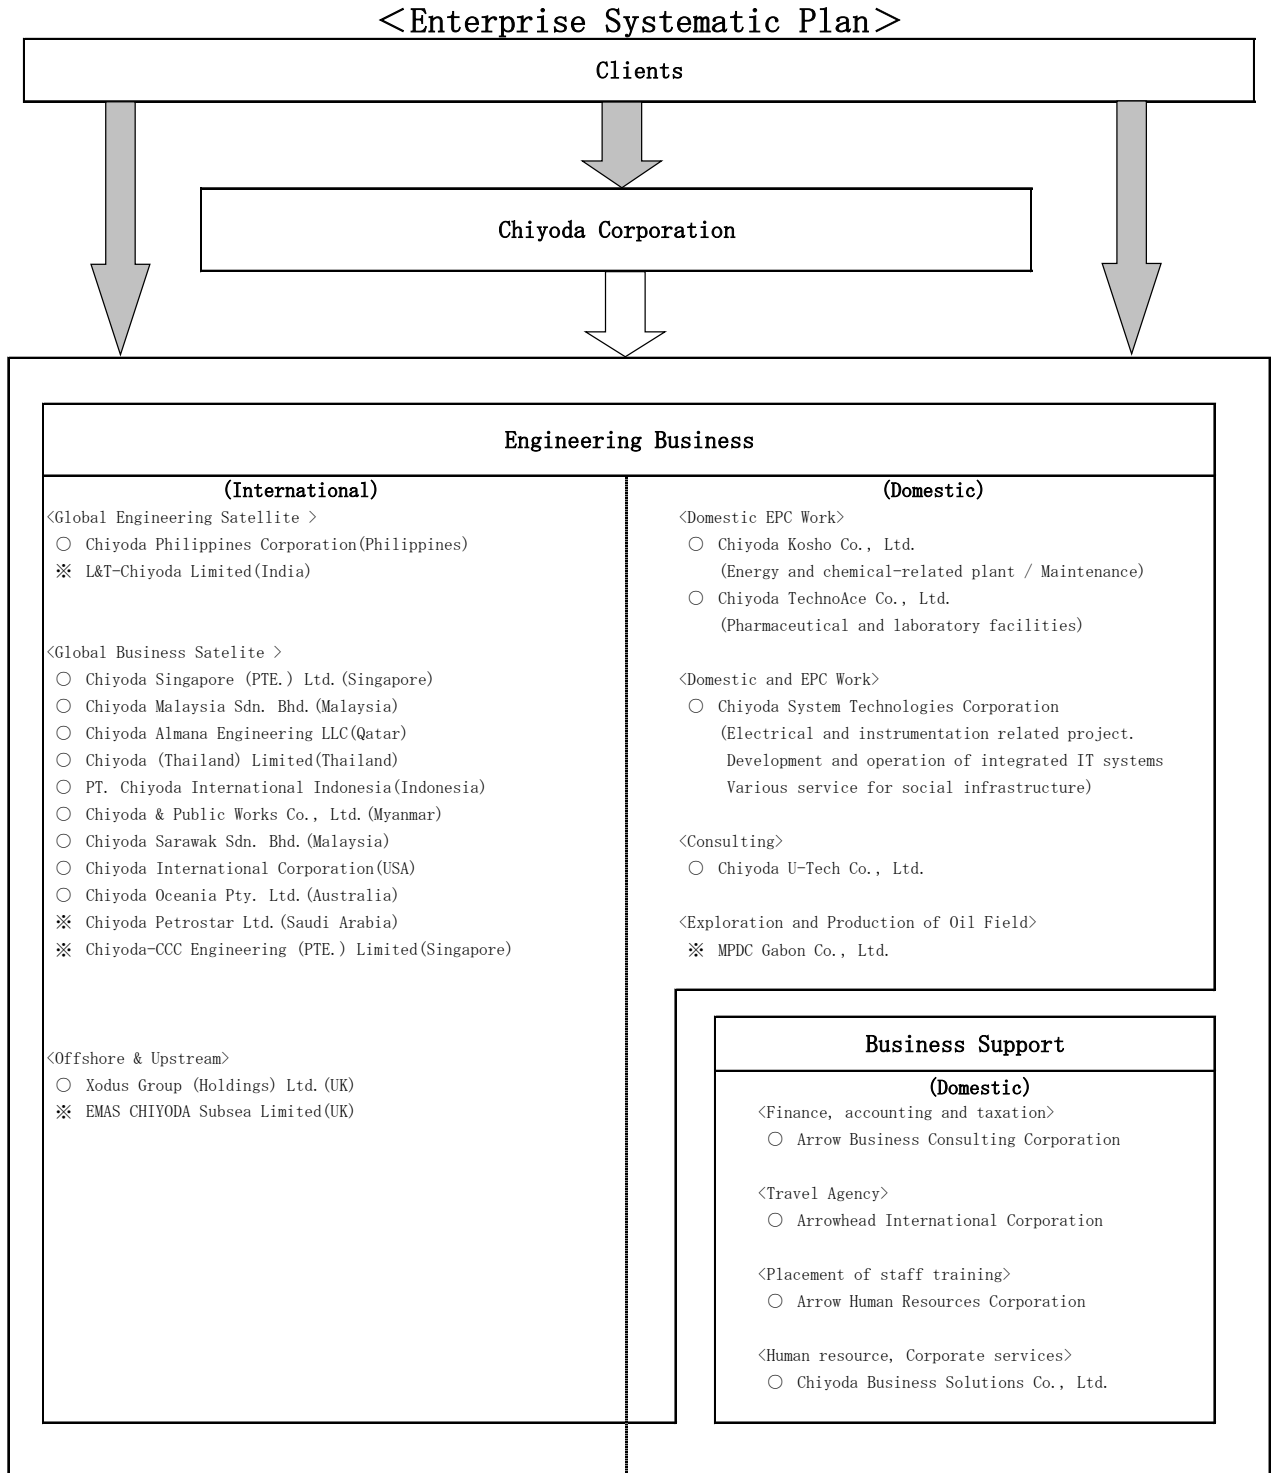 ＜Enterprise Systematic Plan＞
Clients
Chiyoda Corporation
Engineering Business
(International)
<Global Engineering Satellite >
○ Chiyoda Philippines Corporation(Philippines)
※ L&T-Chiyoda Limited(India)
<Global Business Satelite >
○ Chiyoda Singapore (PTE.) Ltd.(Singapore)
○ Chiyoda Malaysia Sdn. Bhd.(Malaysia)
○ Chiyoda Almana Engineering LLC(Qatar)
○ Chiyoda (Thailand) Limited(Thailand)
○ PT. Chiyoda International Indonesia(Indonesia)
○ Chiyoda & Public Works Co., Ltd.(Myanmar)
○ Chiyoda Sarawak Sdn. Bhd.(Malaysia)
○ Chiyoda International Corporation(USA)
○ Chiyoda Oceania Pty. Ltd.(Australia)
※ Chiyoda Petrostar Ltd.(Saudi Arabia)
※ Chiyoda-CCC Engineering (PTE.) Limited(Singapore)
<Offshore & Upstream>
○ Xodus Group (Holdings) Ltd.(UK)
※ EMAS CHIYODA Subsea Limited(UK)
(Domestic)
<Domestic EPC Work>
○ Chiyoda Kosho Co., Ltd.
(Energy and chemical-related plant / Maintenance)
○ Chiyoda TechnoAce Co., Ltd.
(Pharmaceutical and laboratory facilities)
<Domestic and EPC Work>
○ Chiyoda System Technologies Corporation
(Electrical and instrumentation related project.
Development and operation of integrated IT systems
Various service for social infrastructure)
<Consulting>
○ Chiyoda U-Tech Co., Ltd.
<Exploration and Production of Oil Field>
※ MPDC Gabon Co., Ltd.
Business Support
(Domestic)
<Finance, accounting and taxation>
○ Arrow Business Consulting Corporation
<Travel Agency>
○ Arrowhead International Corporation
<Placement of staff training>
○ Arrow Human Resources Corporation
<Human resource, Corporate services>
○ Chiyoda Business Solutions Co., Ltd.